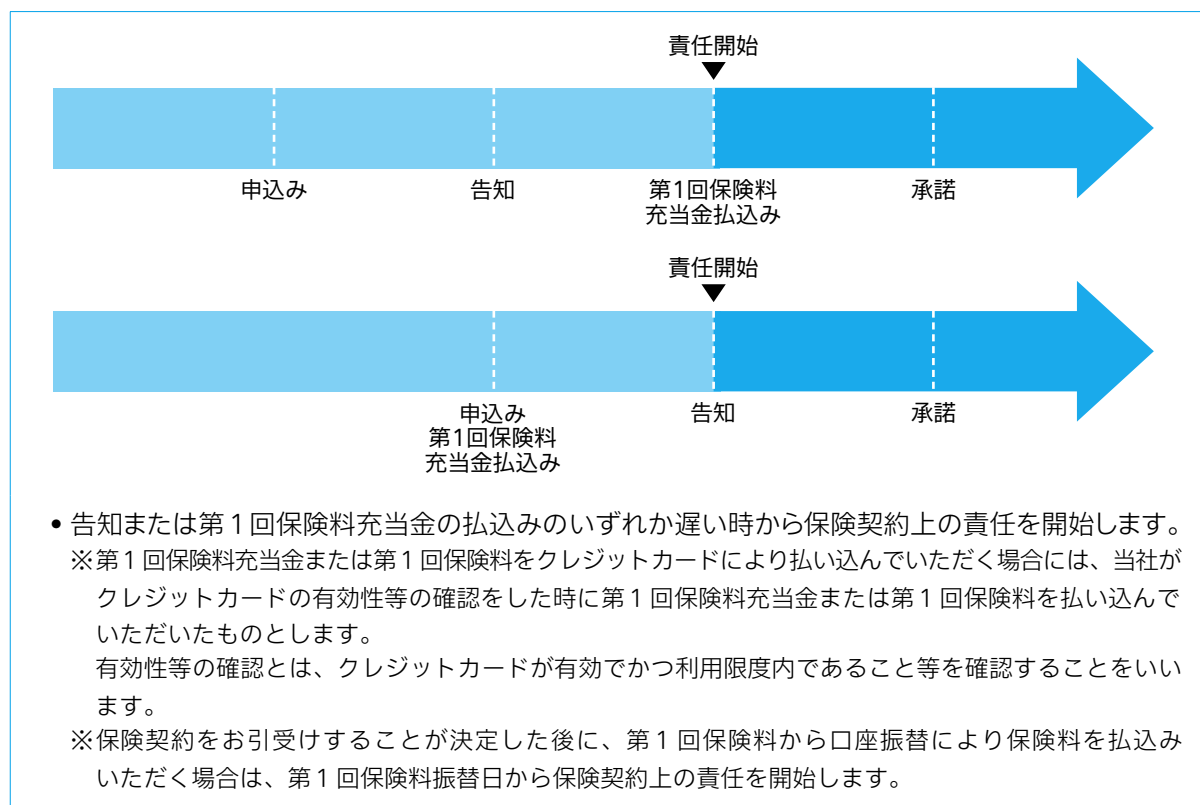 責任開始
申込み
告知
第1回保険料
充当金払込み
承諾
責任開始
申込み
第1回保険料
充当金払込み
告知
承諾
•告知または第1回保険料充当金の払込みのいずれか遅い時から保険契約上の責任を開始します。
※第1回保険料充当金または第1回保険料をクレジットカードにより払い込んでいただく場合には、当社が
クレジットカードの有効性等の確認をした時に第1回保険料充当金または第1回保険料を払い込んで
いただいたものとします。
有効性等の確認とは、クレジットカードが有効でかつ利用限度内であること等を確認することをいい
ます。
※保険契約をお引受けすることが決定した後に、第1回保険料から口座振替により保険料を払込み
いただく場合は、第1回保険料振替日から保険契約上の責任を開始します。